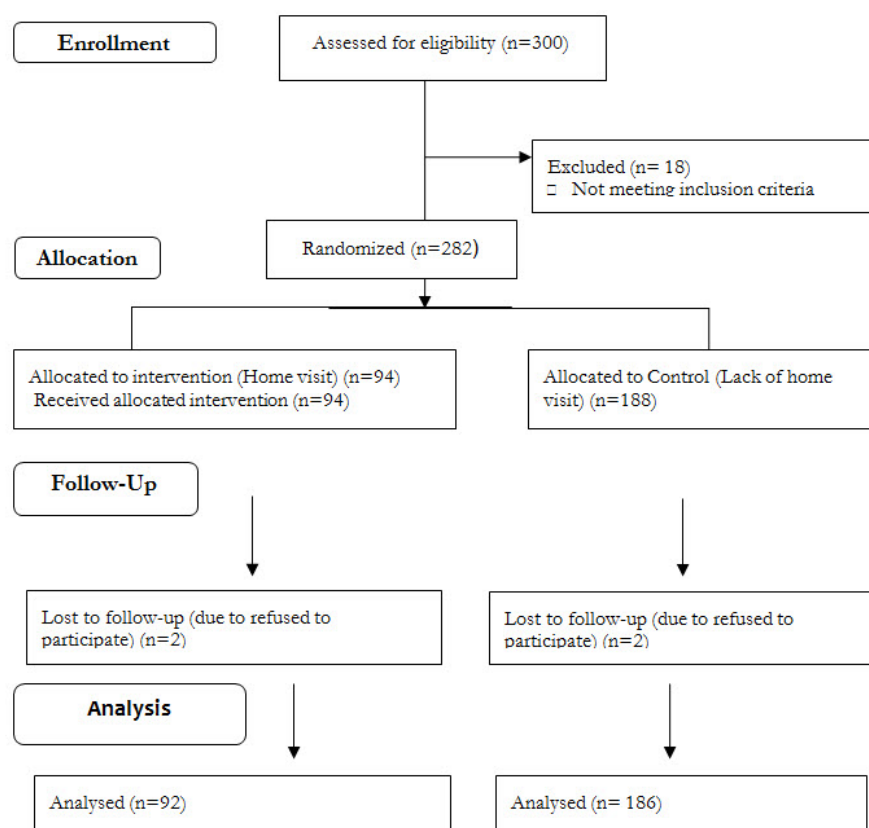 Enrollment
Assessed for eligibility (n=300)
Excluded (n= 18)
□ Not meeting inclusion criteria
Randomized (n=282)
Allocation
Allocated to intervention (Home visit) (n=94)
Received allocated intervention (n=94)
Allocated to Control (Lack of home
visit) (n=188)
Follow-Up
Lost to follow-up (due to refused to
participate) (n=2)
Lost to follow-up (due to refused to
participate) (n=2)
Analysis
Analysed (n=92)
Analysed (n= 186)